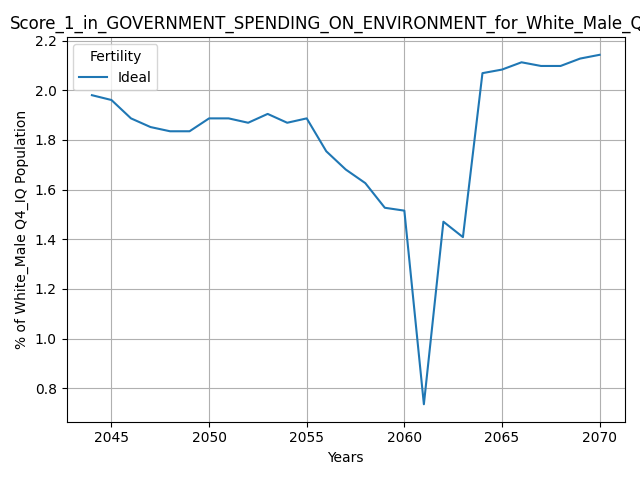 Score_1_in_GOVERNMENT_SPENDING_ON_ENVIRONMENT_for_White_Male_Q
Fertility
Ideal
% of White_Male Q4_IQ Population
2.2
2.0
1.8
1.6
1.4
1.2
1.0
0.8
2045 2050 2055 2060 2065 2070
Years